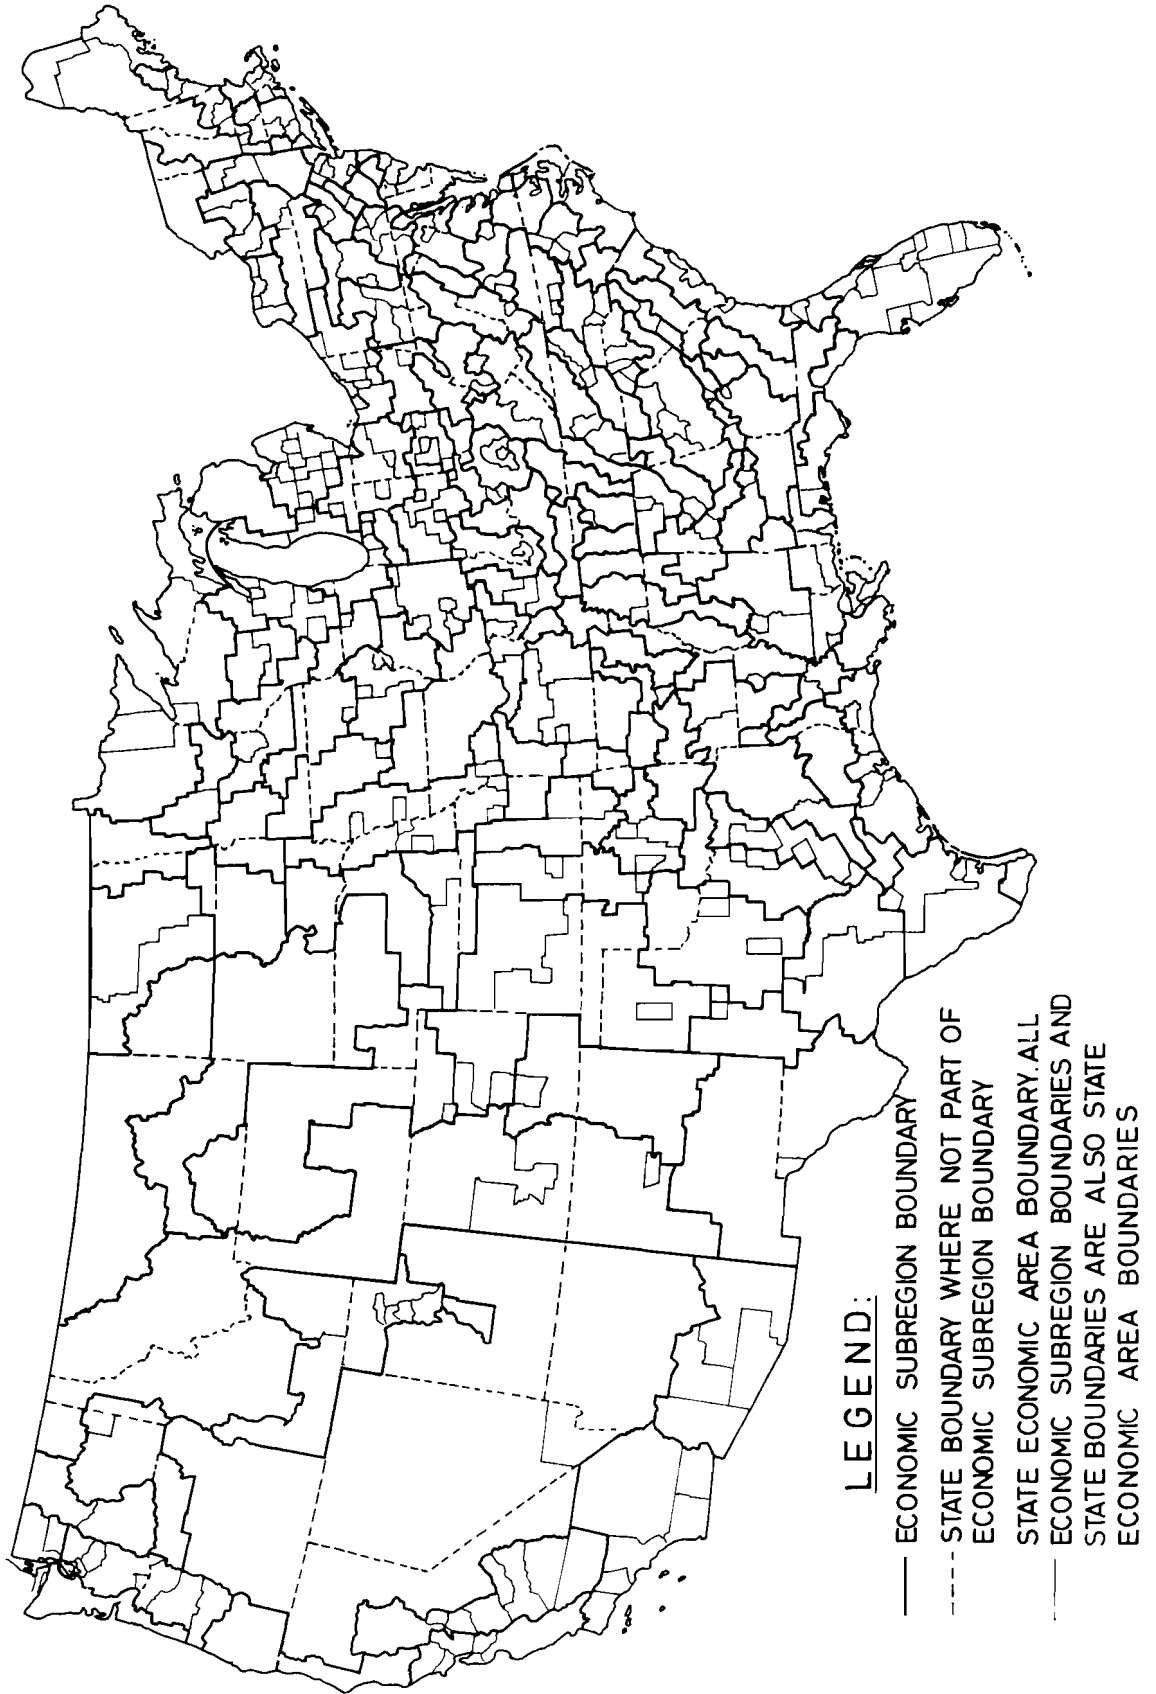 LEGEND:
ECONOMIC SUBREGION BOUNDARY
STATE BOUNDARY WHERE NOT PART OF
ECONOMIC SUBREGION BOUNDARY
STATE ECONOMIC AREA BOUNDARY. ALL
ECONOMIC SUBREGION BOUNDARIES AND
STATE BOUNDARIES ARE ALSO STATE
ECONOMIC AREA BOUNDARIES